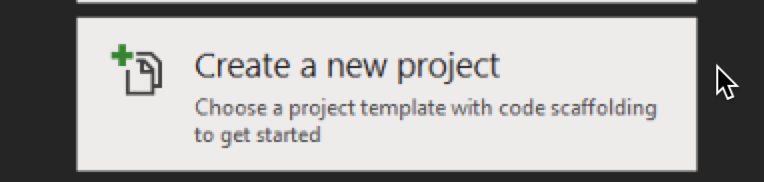 Create a new project
Choose a project template with code scaffolding
to get started